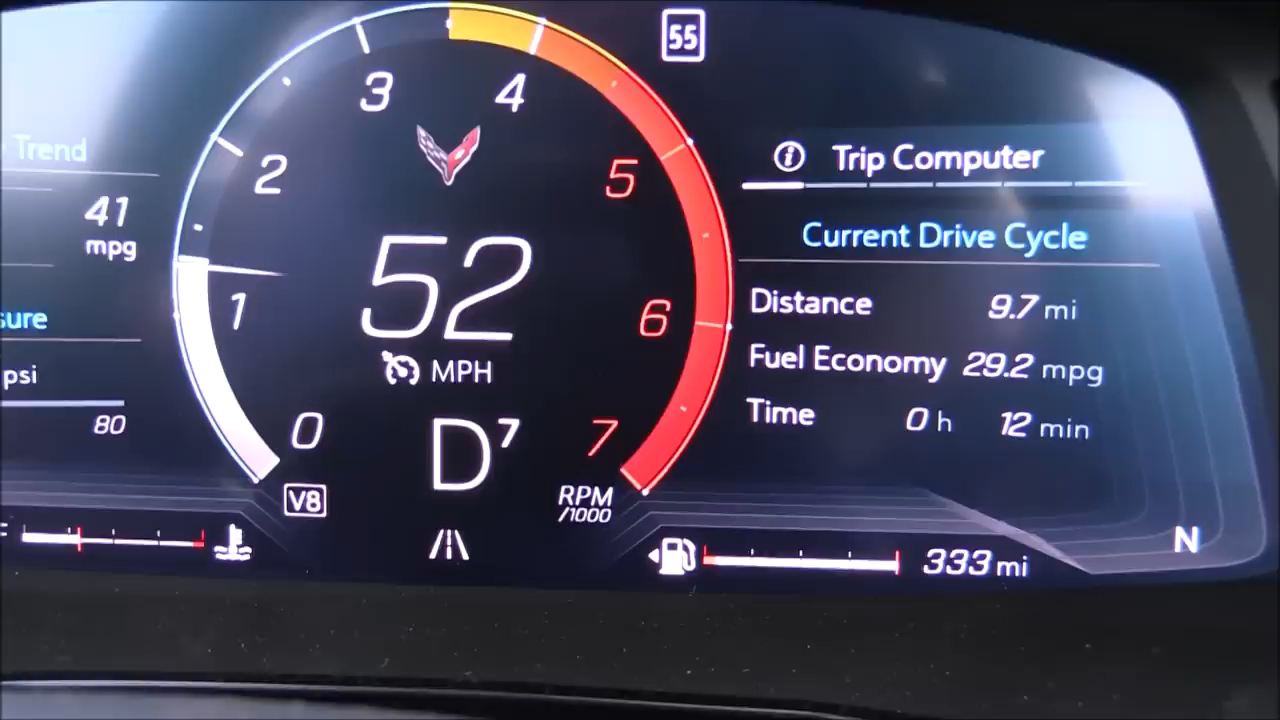 55
Trend
41
mpg
sure
psi
80
F
0
1
2
3
4
5
6
7
52
MPH
D7
V8
RPM
/1000
Trip Computer
Current Drive Cycle
Distance 9.7 mi
Fuel Economy 29.2 mpg
Time 0 h 12 min
333 mi
N